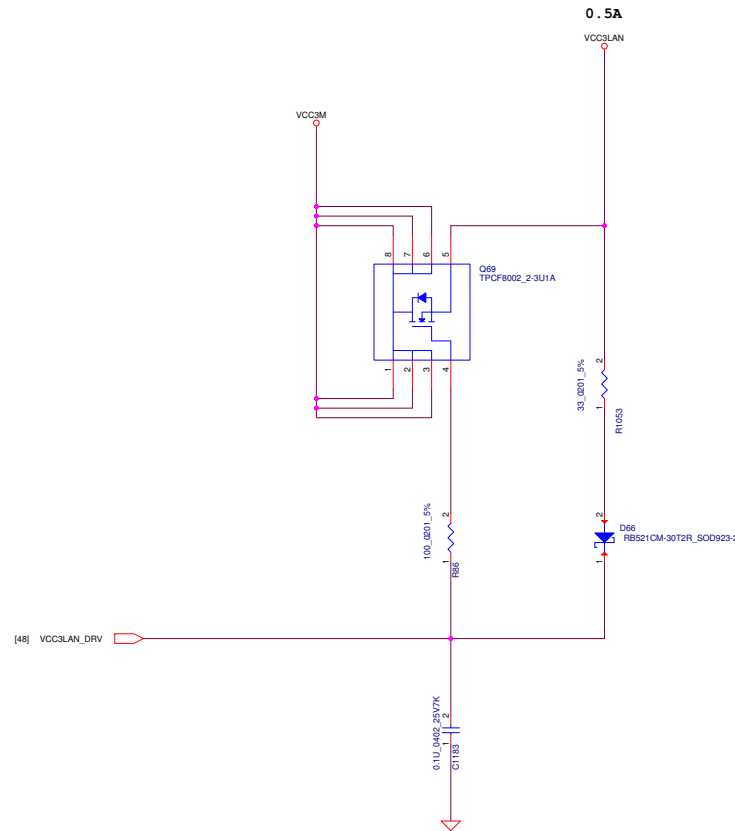 0.5A
VCC3LAN
VCC3M
8
7
6
5
Q69
TPCF8002_2-3U1A
1
2
3
4
2
33_0201_5%
1
R1053
2
100_0201_5%
1
R86
2
D66
RB521CM-30T2R_SOD923-2
1
[48] VCC3LAN_DRV
2
0.1U_0402_25V7K
1
C1183